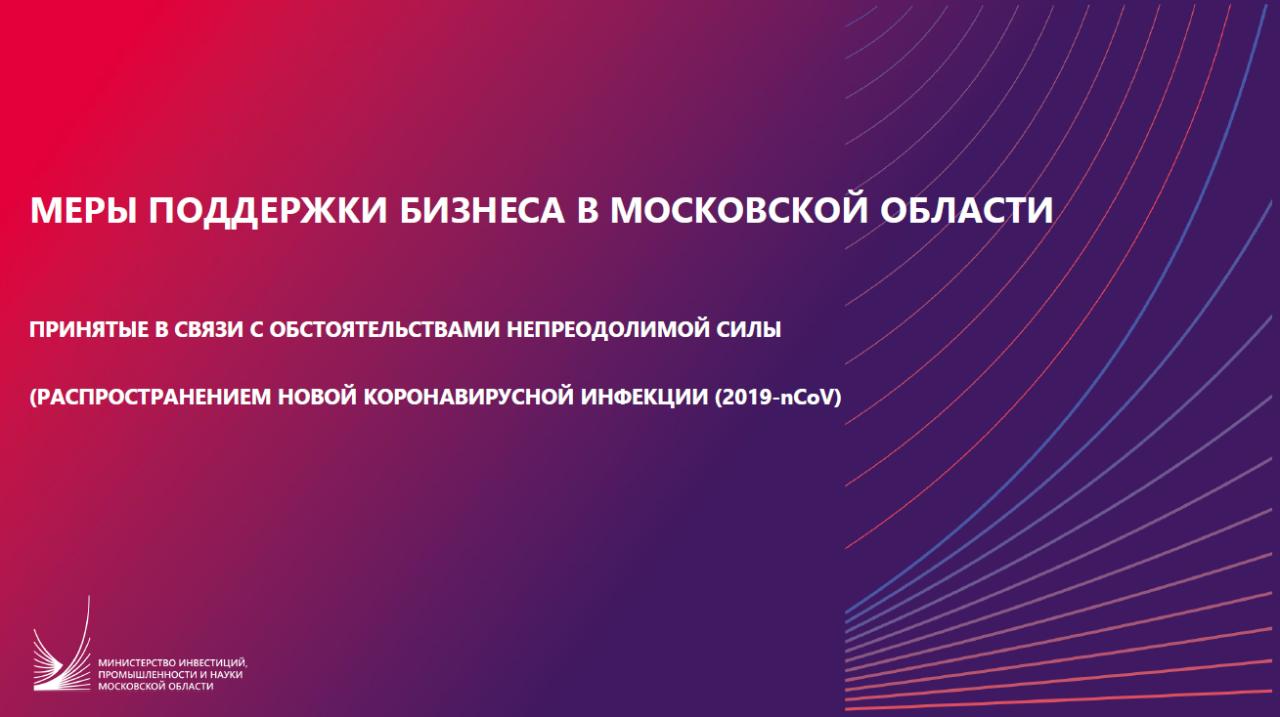 МЕРЫ ПОДДЕРЖКИ БИЗНЕСА В МОСКОВСКОЙ ОБЛАСТИ
ПРИНЯТЫЕ В СВЯЗИ С ОБСТОЯТЕЛЬСТВАМИ НЕПРЕОДОЛИМОЙ СИЛЫ
(РАСПРОСТРАНЕНИЕМ НОВОЙ КОРОНАВИРУСНОЙ ИНФЕКЦИИ (2019-nCoV)
МИНИСТЕРСТВО ИНВЕСТИЦИЙ,
ПРОМЫШЛЕННОСТИ И НАУКИ
МОСКОВСКОЙ ОБЛАСТИ